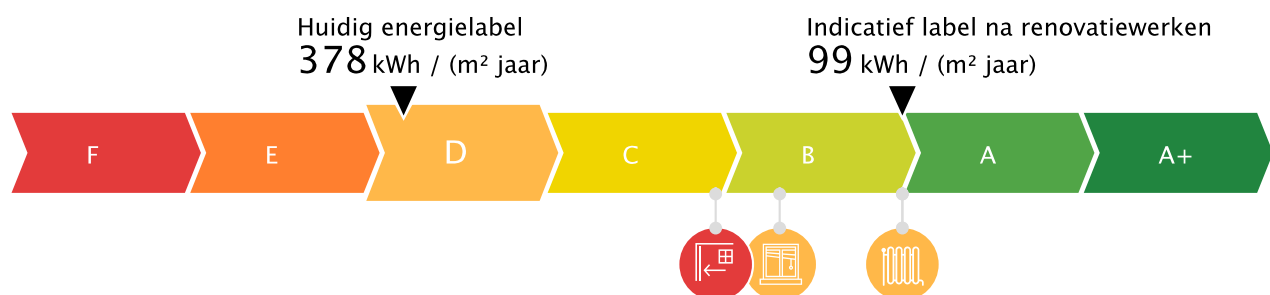 Huidig energielabel
378 kWh / (m² jaar)
Indicatief label na renovatiewerken
99 kWh / (m² jaar)
F E D C B A A+